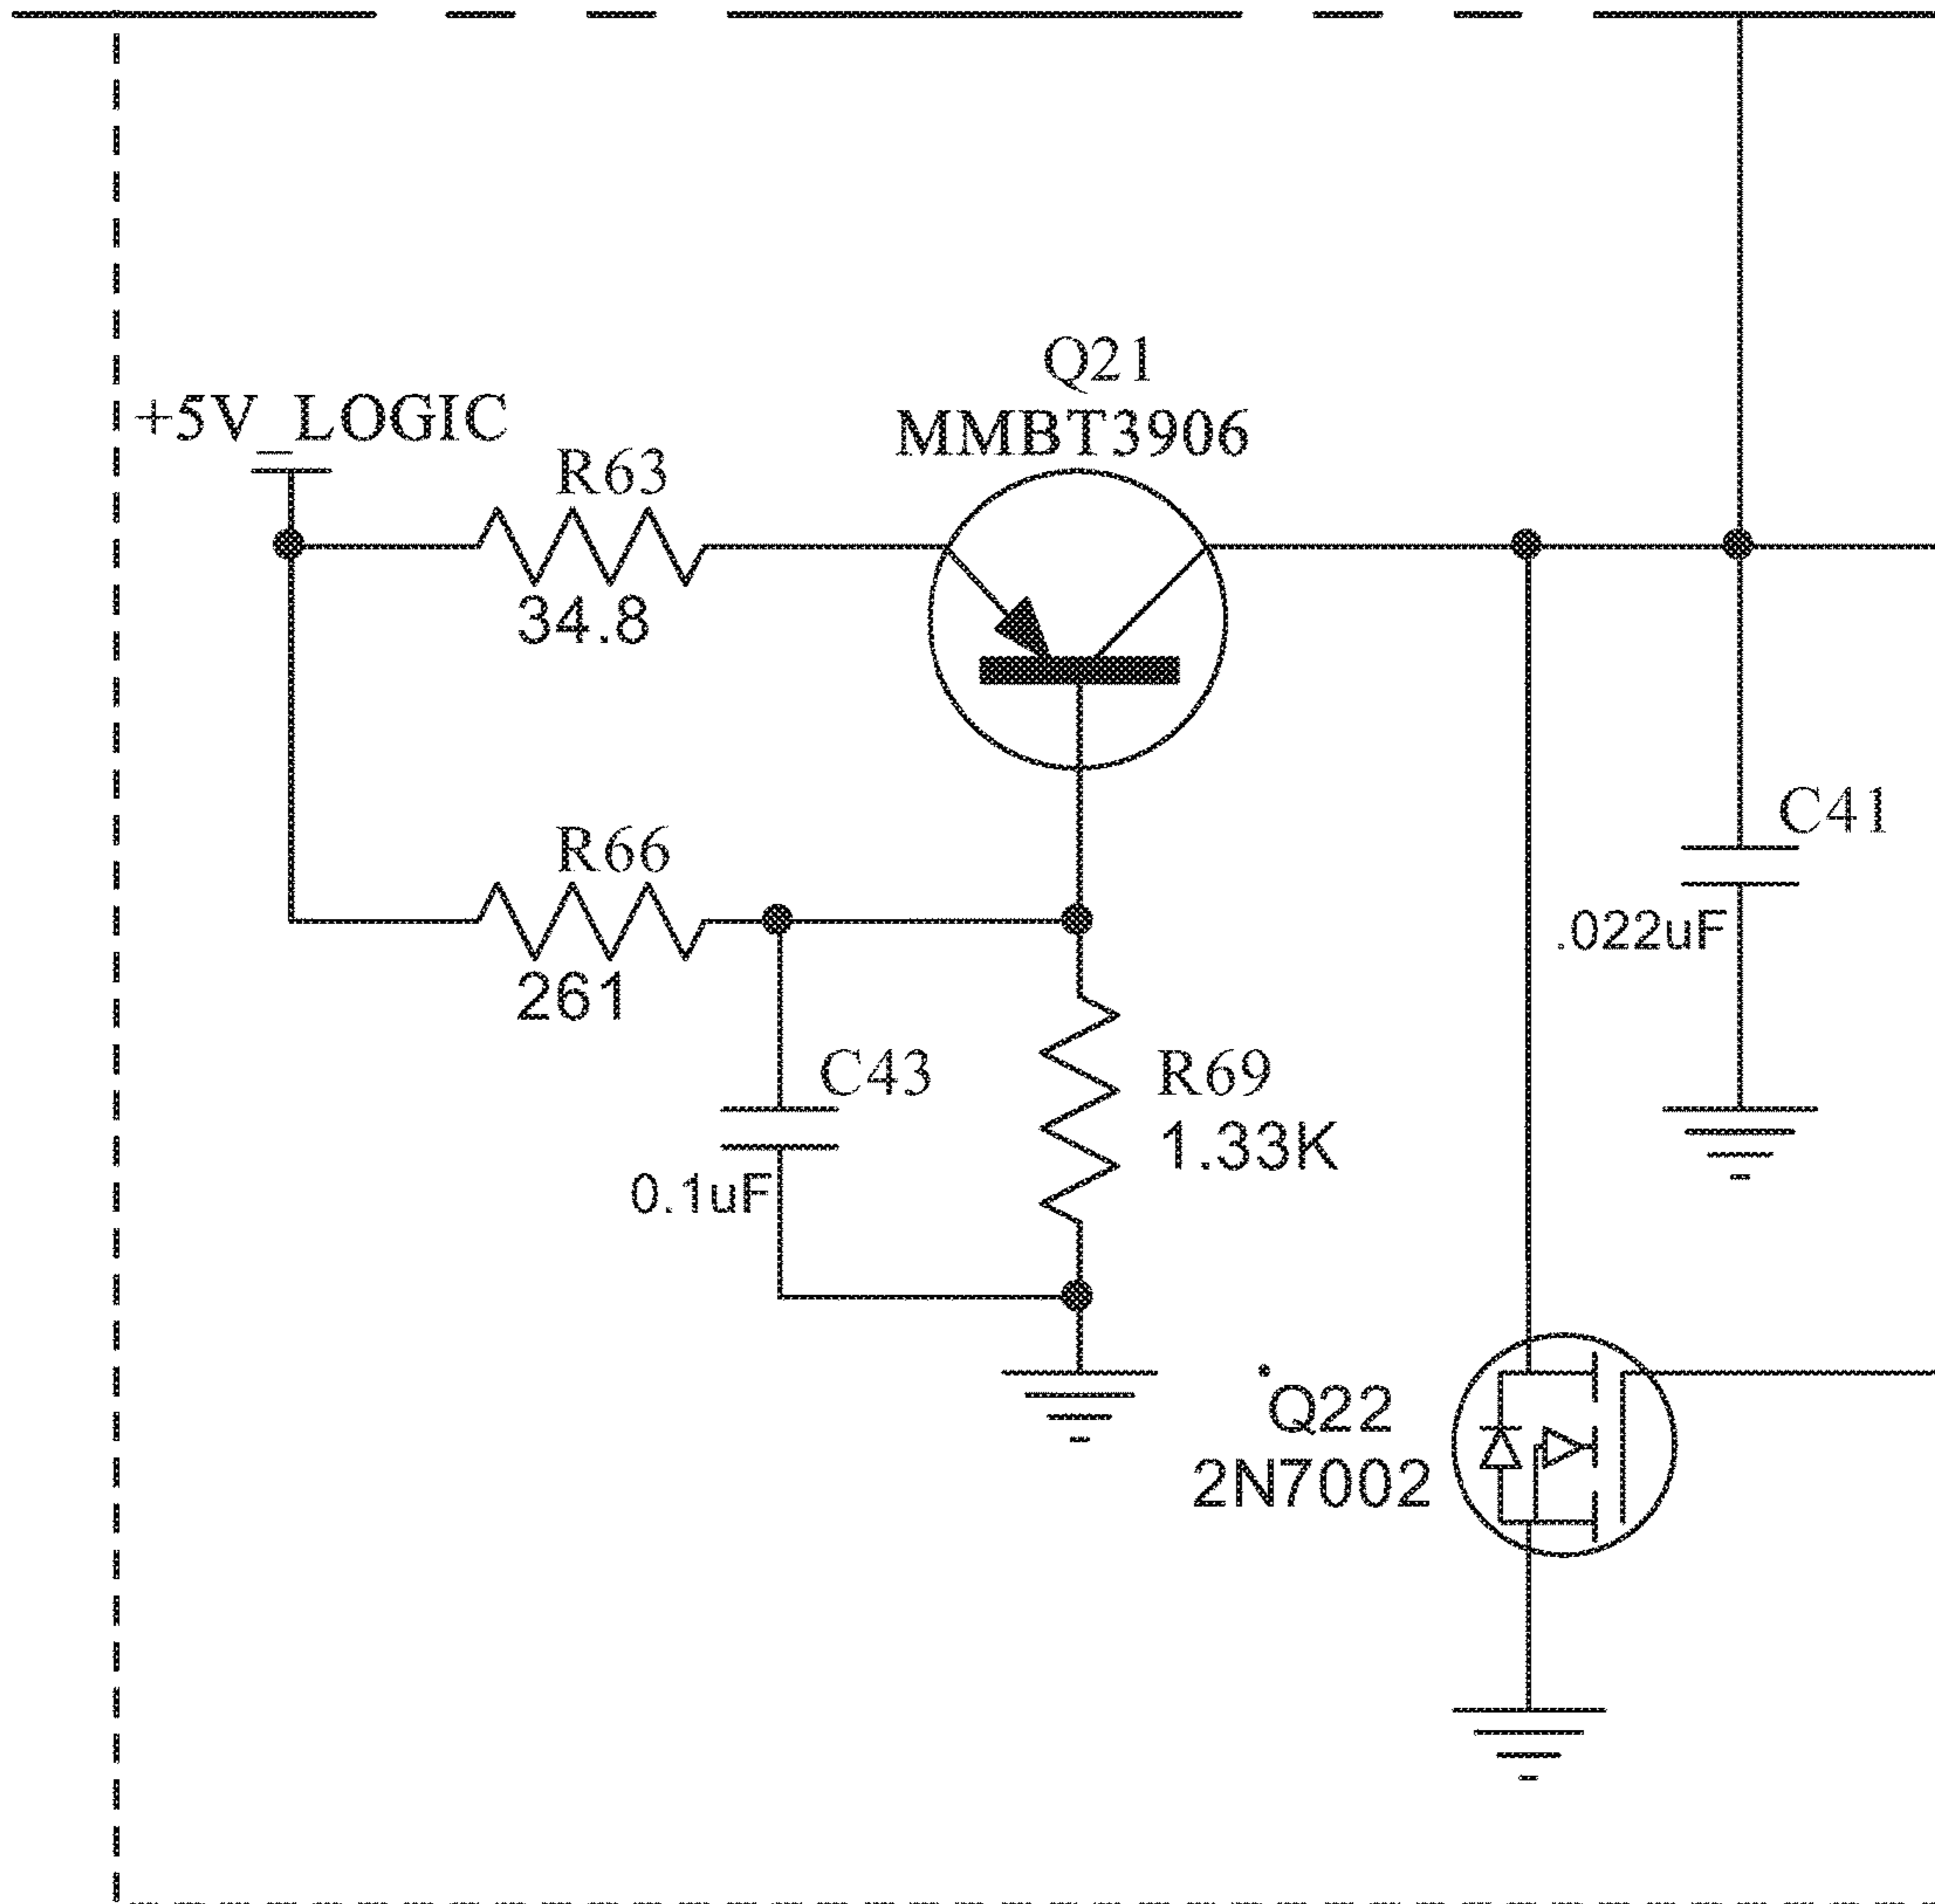 Q21
MMBT3906
+5V_LOGIC
R63
34.8
R66
261
C41
.022uF
C43
0.1uF
R69
1.33K
Q22
2N7002